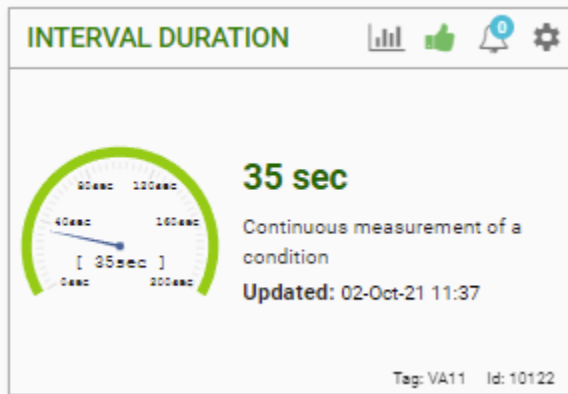 INTERVAL DURATION
0
35 sec
80sec 120sec
40sec 160sec
[ 35sec ]
0sec 200sec
Continuous measurement of a
condition
Updated: 02-Oct-21 11:37
Tag: VA11 Id: 10122